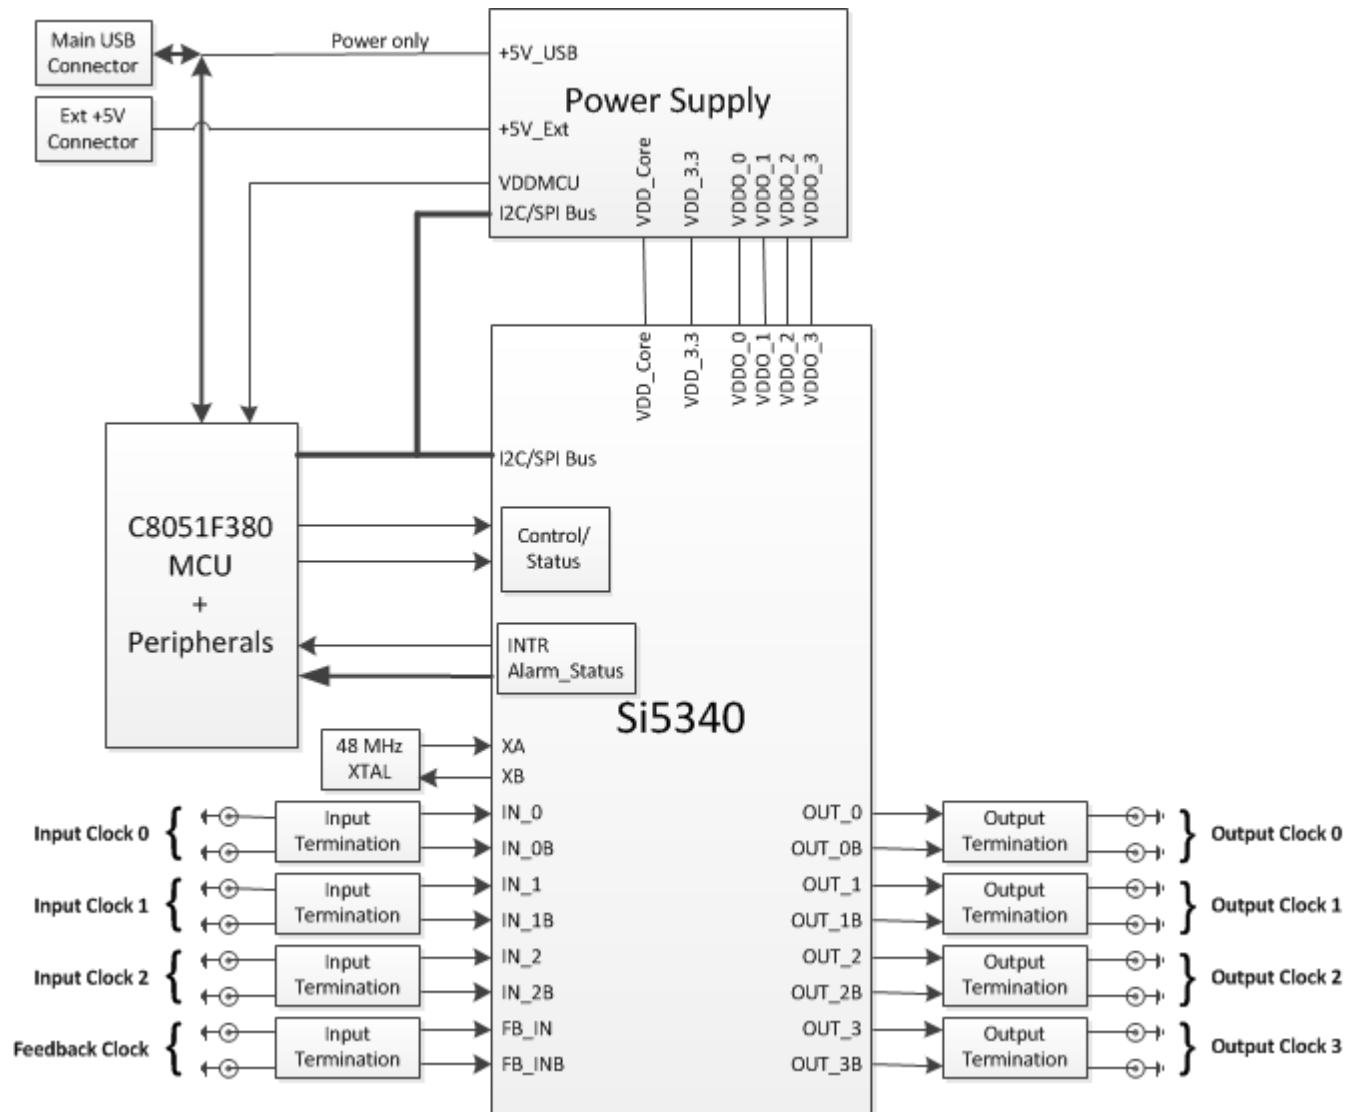 Main USB
Connector
Power only
+5V_USB
Power Supply
Ext +5V
Connector
+5V_Ext
VDDMCU
I2C/SPI Bus
VDD_Core
VDD_3.3
VDDO_0
VDDO_1
VDDO_2
VDDO_3
VDD_Core
VDD_3.3
VDDO_0
VDDO_1
VDDO_2
VDDO_3
I2C/SPI Bus
C8051F380
MCU
+
Peripherals
Control/
Status
INTR
Alarm_Status
Si5340
48 MHz
XTAL
XA
XB
Input Clock 0
Input
Termination
IN_0
IN_0B
OUT_0
OUT_0B
Output
Termination
Output Clock 0
Input Clock 1
Input
Termination
IN_1
IN_1B
OUT_1
OUT_1B
Output
Termination
Output Clock 1
Input Clock 2
Input
Termination
IN_2
IN_2B
OUT_2
OUT_2B
Output
Termination
Output Clock 2
Feedback Clock
Input
Termination
FB_IN
FB_INB
OUT_3
OUT_3B
Output
Termination
Output Clock 3